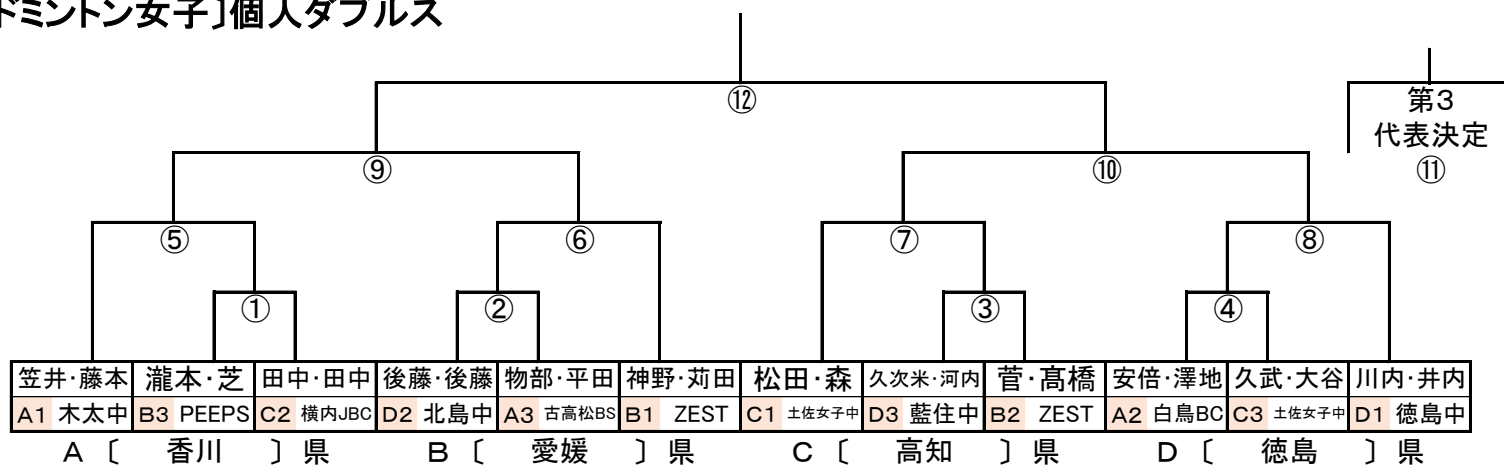 ドミントン女子〕個人ダブルス
⑫
第3
代表決定
⑪
⑨ ⑩
⑤ ⑥ ⑦ ⑧
① ② ③ ④
笠井・藤本 瀧本・芝 田中・田中 後藤・後藤 物部・平田 神野・苅田 松田・森 久次米・河内 菅・髙橋 安倍・澤地 久武・大谷 川内・井内
A1 木太中 B3 PEEPS C2 横内JBC D2 北島中 A3 古高松BS B1 ZEST C1 土佐女子中 D3 藍住中 B2 ZEST A2 白鳥BC C3 土佐女子中 D1 徳島中
A 〔 香川 〕県 B 〔 愛媛 〕県 C 〔 高知 〕県 D 〔 徳島 〕県